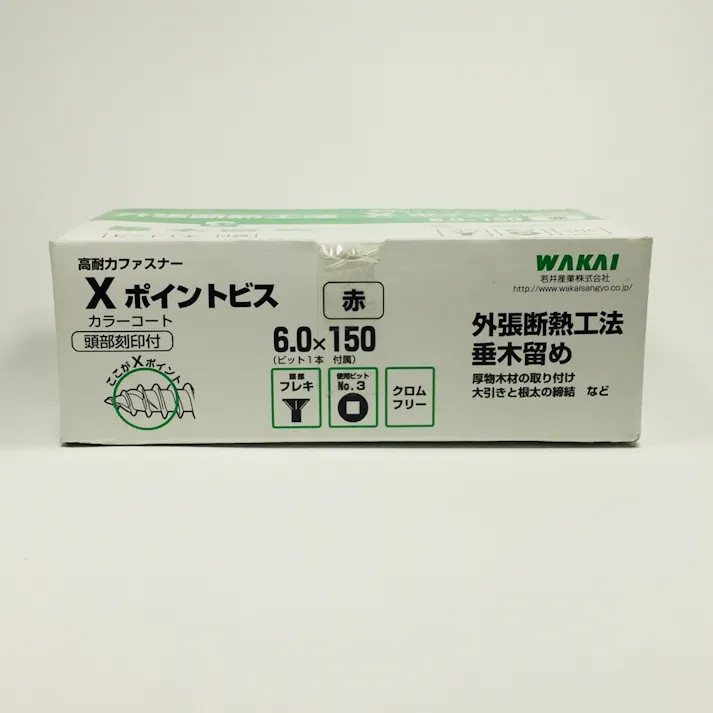 高耐力ファスナー
X ポイントビス
カラーコート
頭部刻印付
ここがXポイント
赤
6.0×150
(ビット1本 付属)
頭部
フレキ
使用ビット
No.3
クロム
フリー
WAKAI
若井産業株式会社
http://www.wakaisangyo.co.jp/
外張断熱工法
垂木留め
厚物木材の取り付け
大引きと根太の締結 など